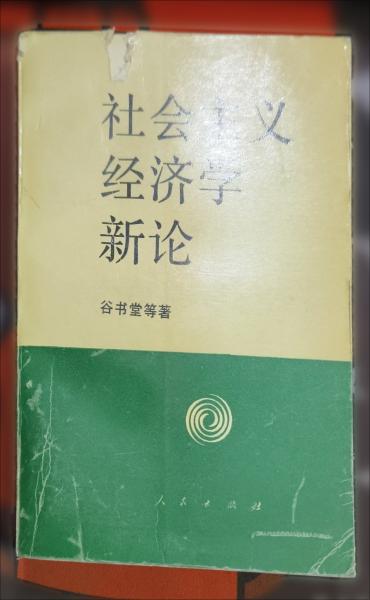 社会主义
经济学
新论
谷书堂等著
人民出版社